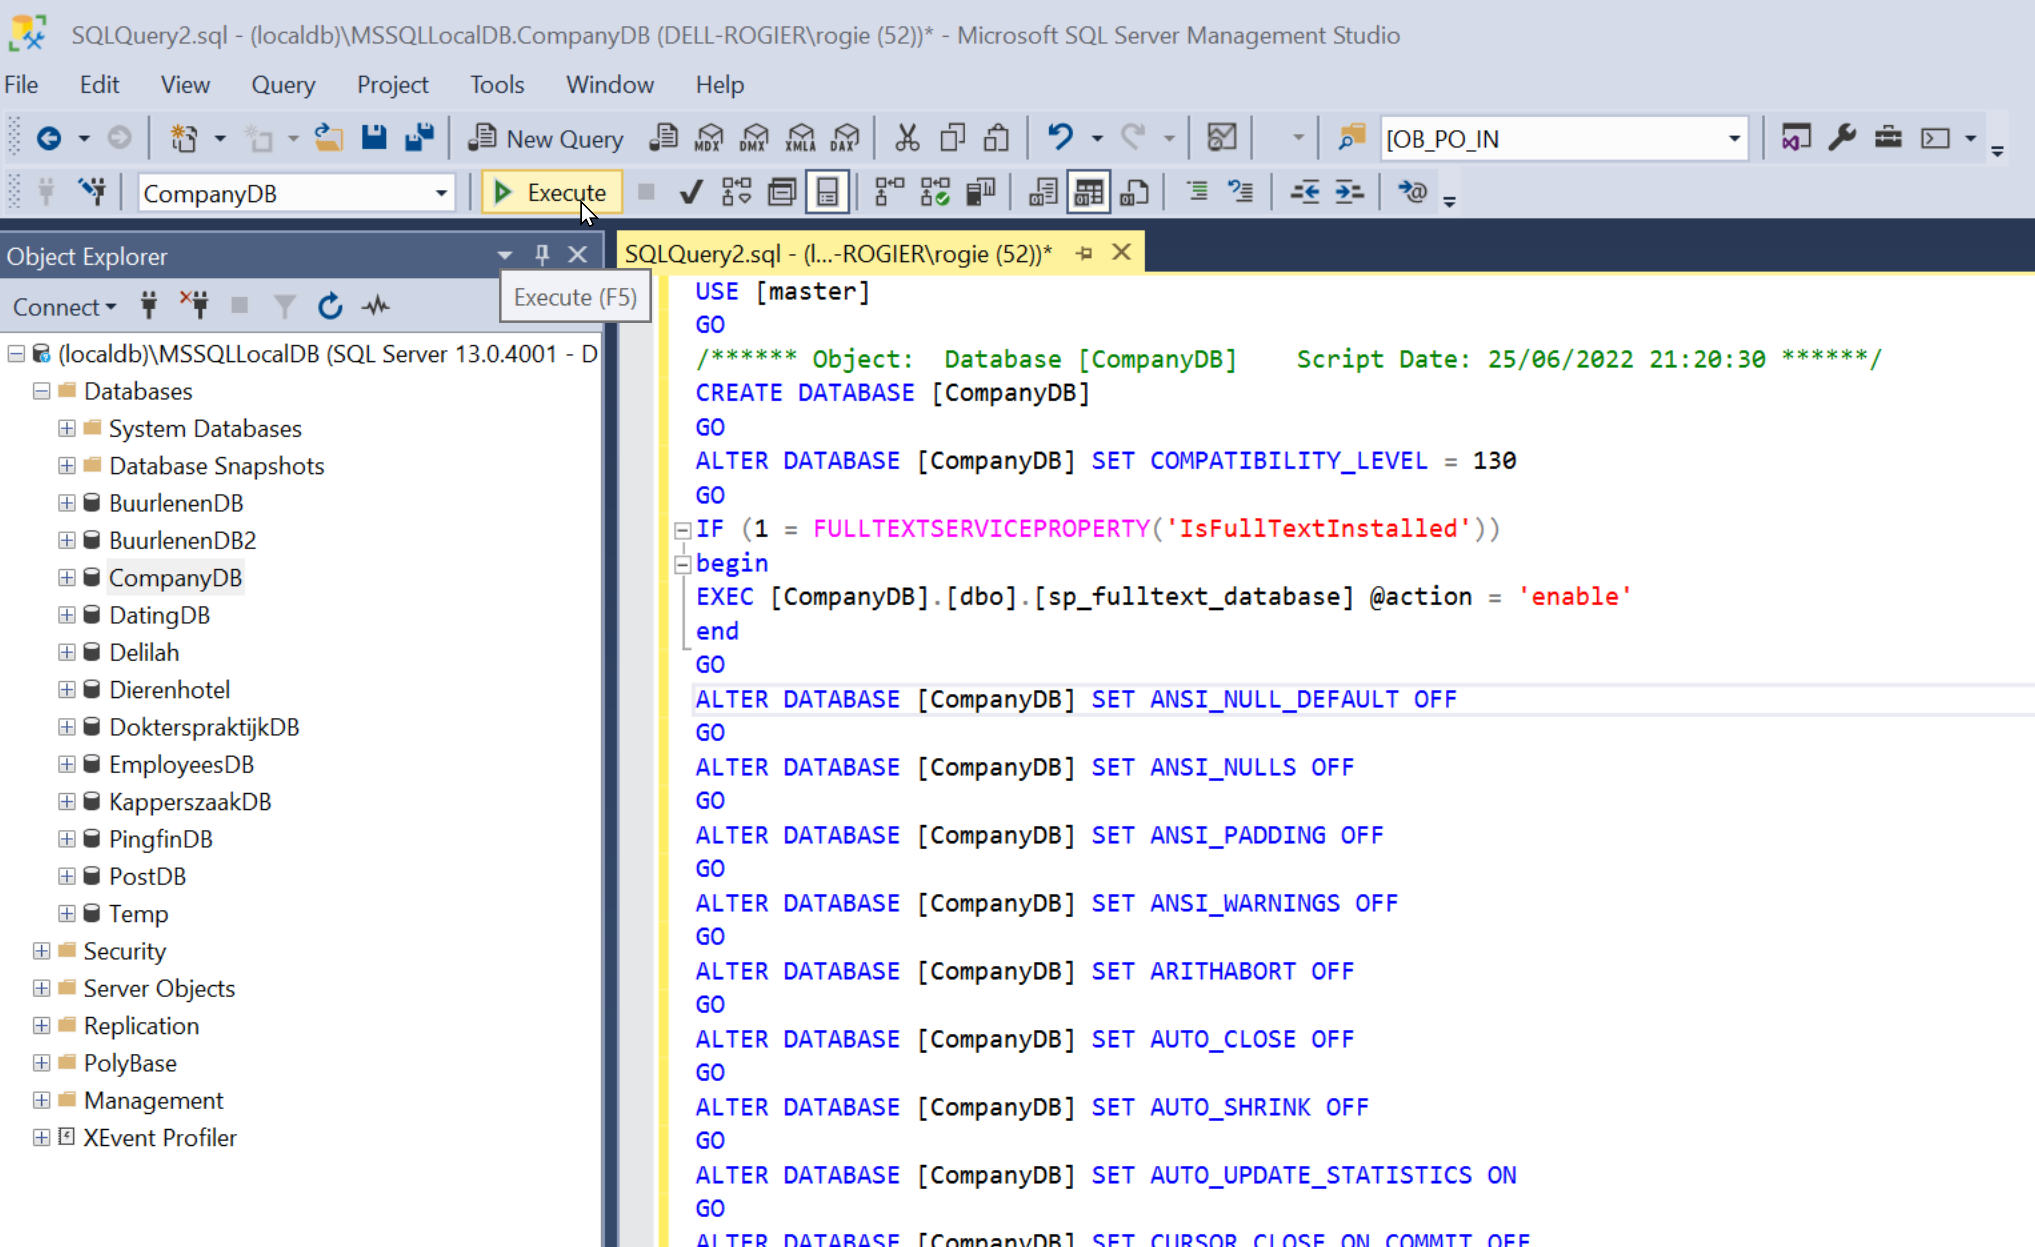 SQLQuery2.sql - (localdb)\MSSQLLocalDB.CompanyDB (DELL-ROGIER\rogie (52))* - Microsoft SQL Server Management Studio
File Edit View Query Project Tools Window Help
New Query MDX DMX XMLA DAX [OB_PO_IN
CompanyDB Execute
Object Explorer
Execute (F5)
Connect
(localdb)\MSSQLLocalDB (SQL Server 13.0.4001 - D
Databases
System Databases
Database Snapshots
BuurlenenDB
BuurlenenDB2
CompanyDB
DatingDB
Delilah
Dierenhotel
DokterspraktijkDB
EmployeesDB
KapperszaakDB
PingfinDB
PostDB
Temp
Security
Server Objects
Replication
PolyBase
Management
XEvent Profiler
SQLQuery2.sql - (l...-ROGIER\rogie (52))*
USE [master]
GO
/****** Object:  Database [CompanyDB]    Script Date: 25/06/2022 21:20:30 ******/
CREATE DATABASE [CompanyDB]
GO
ALTER DATABASE [CompanyDB] SET COMPATIBILITY_LEVEL = 130
GO
IF (1 = FULLTEXTSERVICEPROPERTY('IsFullTextInstalled'))
begin
EXEC [CompanyDB].[dbo].[sp_fulltext_database] @action = 'enable'
end
GO
ALTER DATABASE [CompanyDB] SET ANSI_NULL_DEFAULT OFF
GO
ALTER DATABASE [CompanyDB] SET ANSI_NULLS OFF
GO
ALTER DATABASE [CompanyDB] SET ANSI_PADDING OFF
GO
ALTER DATABASE [CompanyDB] SET ANSI_WARNINGS OFF
GO
ALTER DATABASE [CompanyDB] SET ARITHABORT OFF
GO
ALTER DATABASE [CompanyDB] SET AUTO_CLOSE OFF
GO
ALTER DATABASE [CompanyDB] SET AUTO_SHRINK OFF
GO
ALTER DATABASE [CompanyDB] SET AUTO_UPDATE_STATISTICS ON
GO
ALTER DATABASE [CompanyDB] SET CURSOR_CLOSE_ON_COMMIT OFF